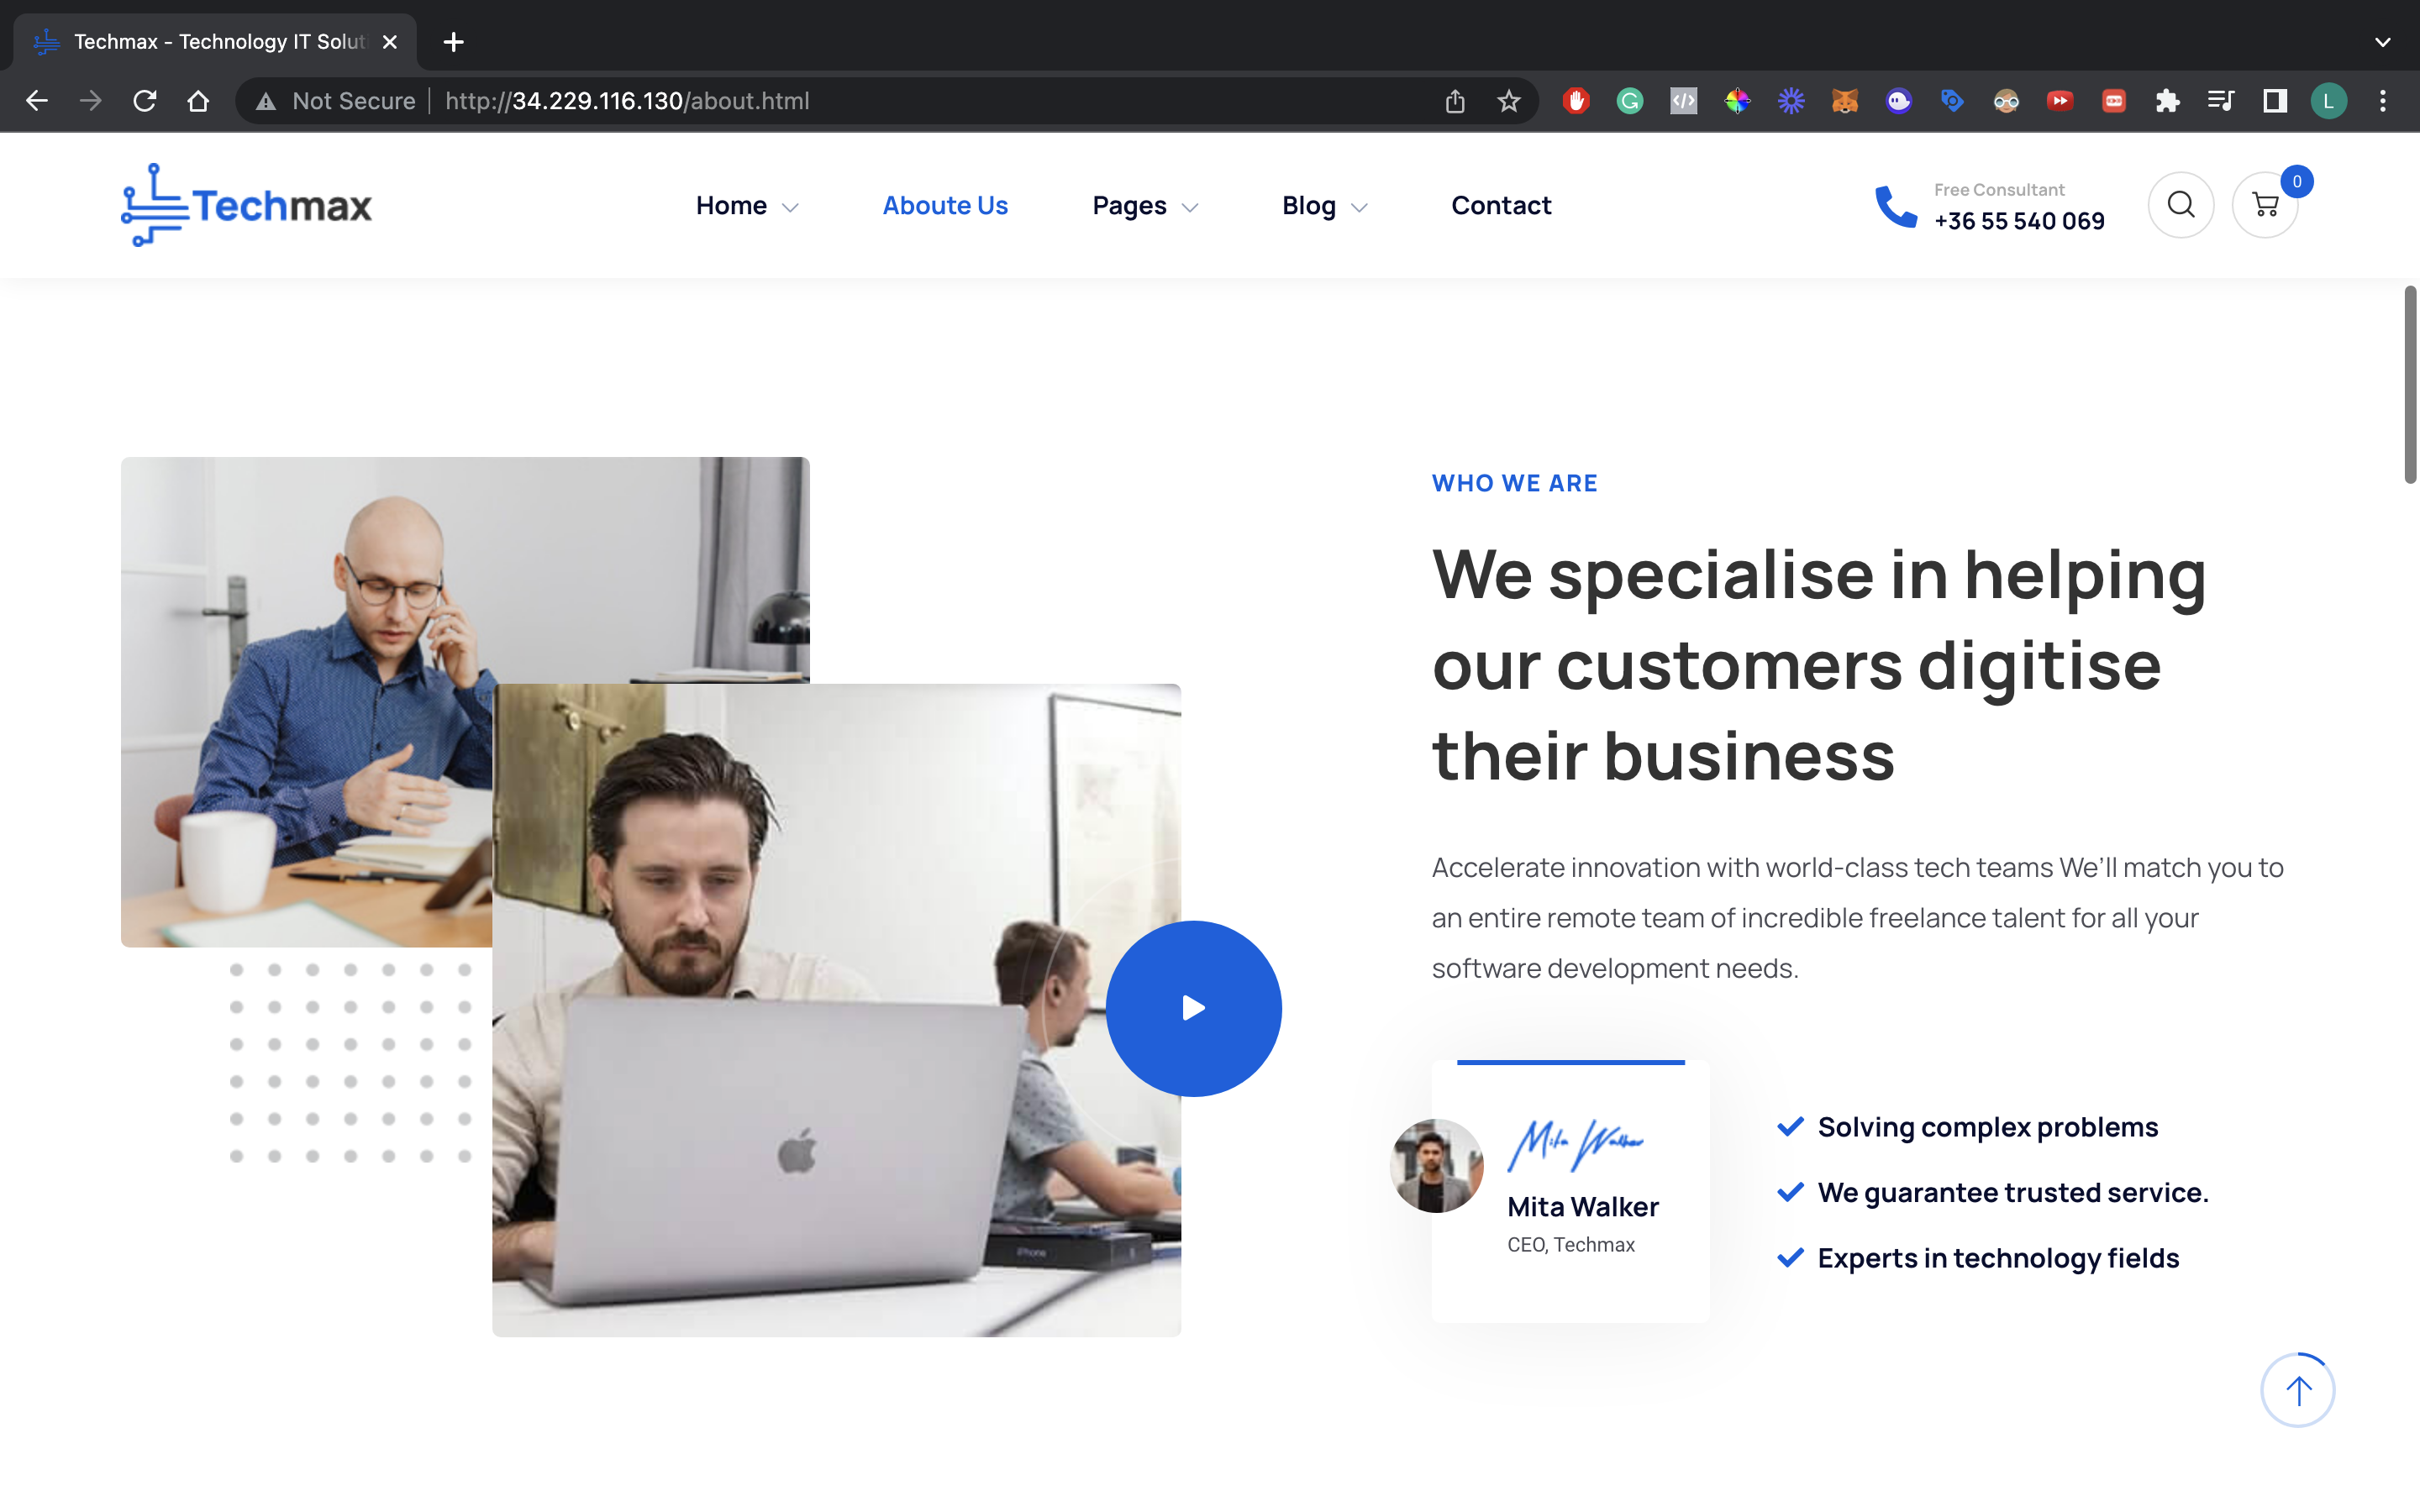 Techmax - Technology IT Solut
Not Secure
http://34.229.116.130/about.html
L
Techmax
Home
Aboute Us
Pages
Blog
Contact
Free Consultant
+36 55 540 069
0
WHO WE ARE
We specialise in helping
our customers digitise
their business
Accelerate innovation with world-class tech teams We’ll match you to
an entire remote team of incredible freelance talent for all your
software development needs.
Mita Walker
Mita Walker
CEO, Techmax
Solving complex problems
We guarantee trusted service.
Experts in technology fields
iPhone